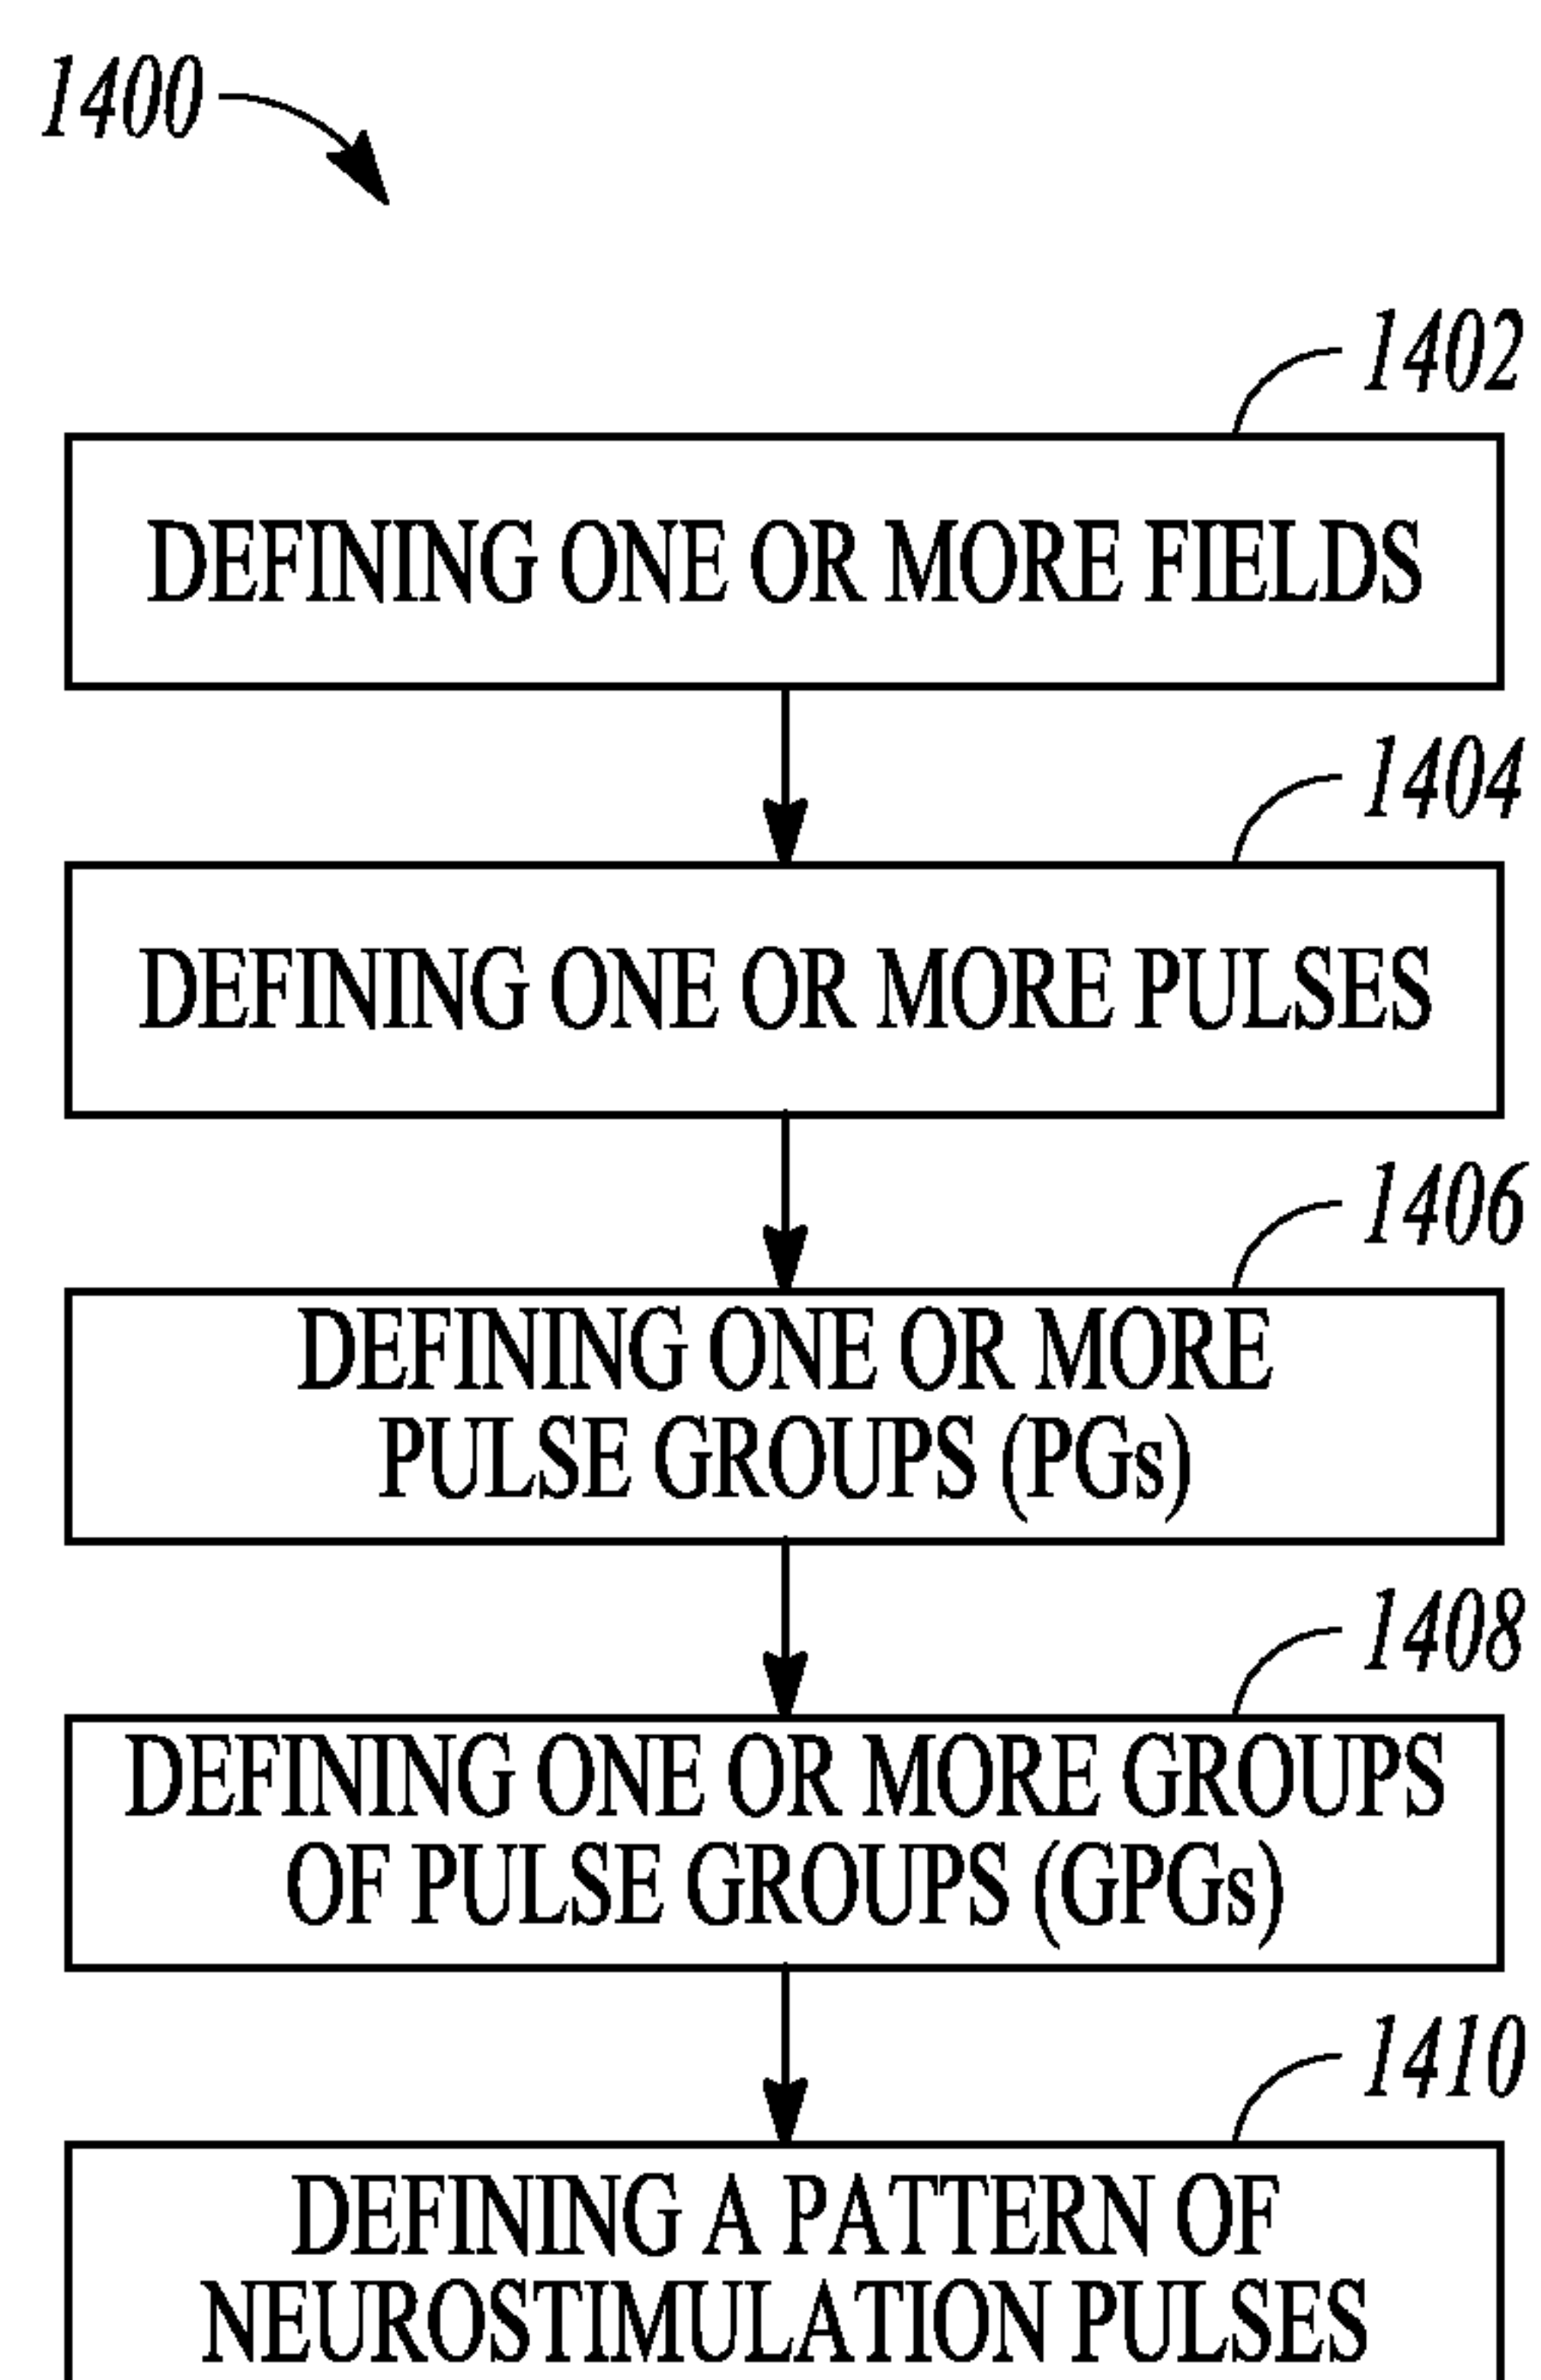 1400
1402
DEFINING ONE OR MORE FIELDS
1404
DEFINING ONE OR MORE PULSES
1406
DEFINING ONE OR MORE
PULSE GROUPS (PGs)
1408
DEFINING ONE OR MORE GROUPS
OF PULSE GROUPS (GPGs)
1410
DEFINING A PATTERN OF
NEUROSTIMULATION PULSES